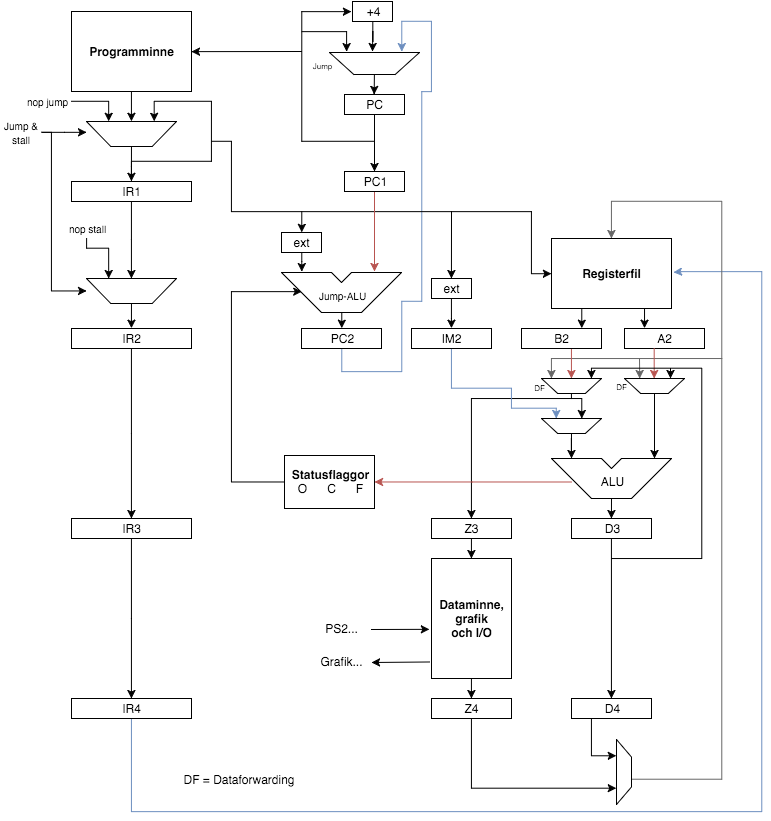 +4
Programminne
Jump
nop jump
PC
Jump &
stall
IR1
PC1
nop stall
ext
Registerfil
ext
Jump-ALU
IR2
PC2
IM2
B2
A2
DF
DF
Statusflaggor
O C F
ALU
IR3
Z3
D3
Dataminne,
grafik
och I/O
PS2...
Grafik...
IR4
Z4
D4
DF = Dataforwarding